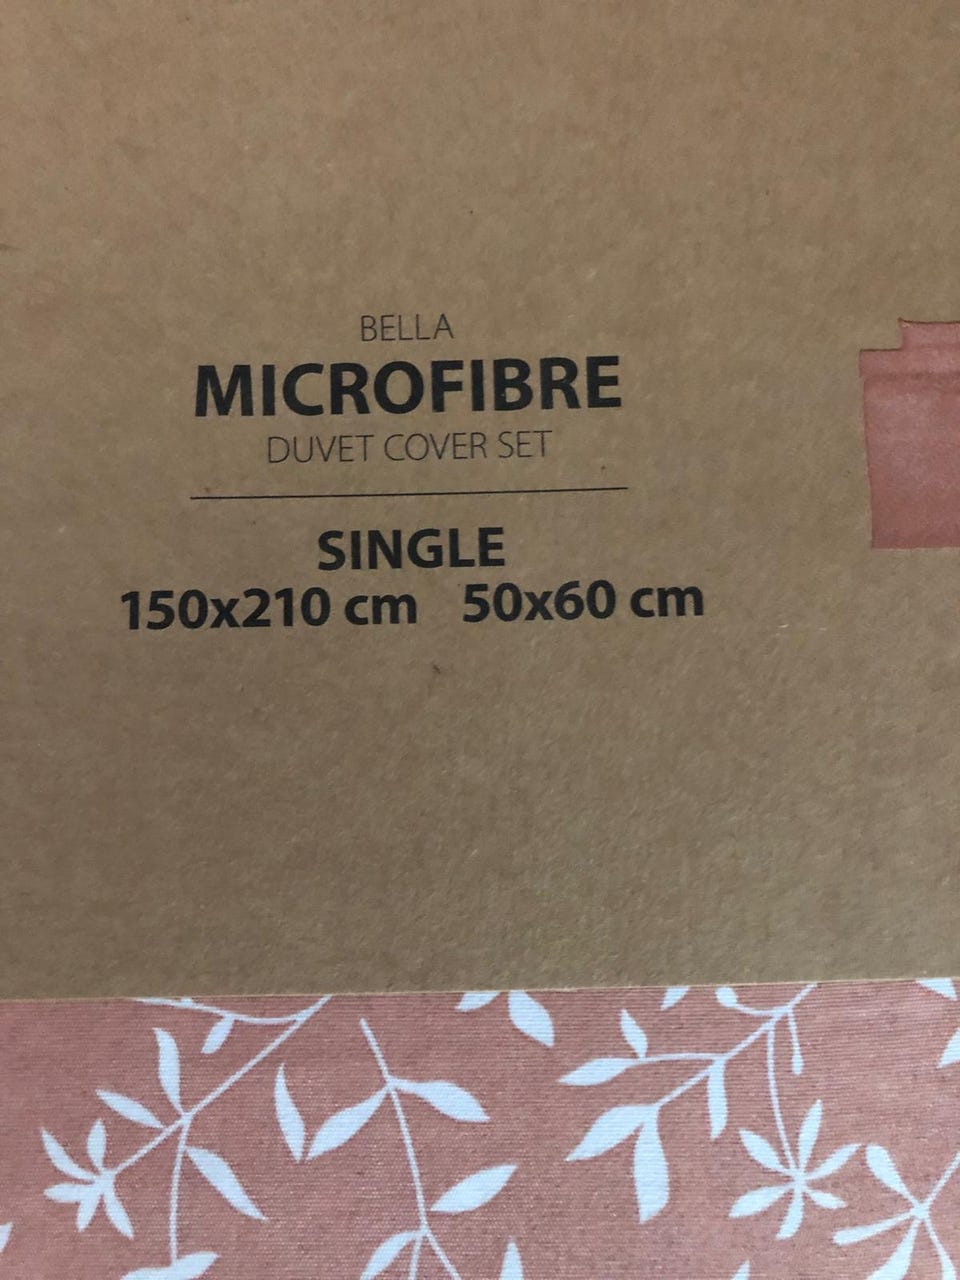 BELLA
MICROFIBRE
DUVET COVER SET
SINGLE
150x210 cm 50x60 cm